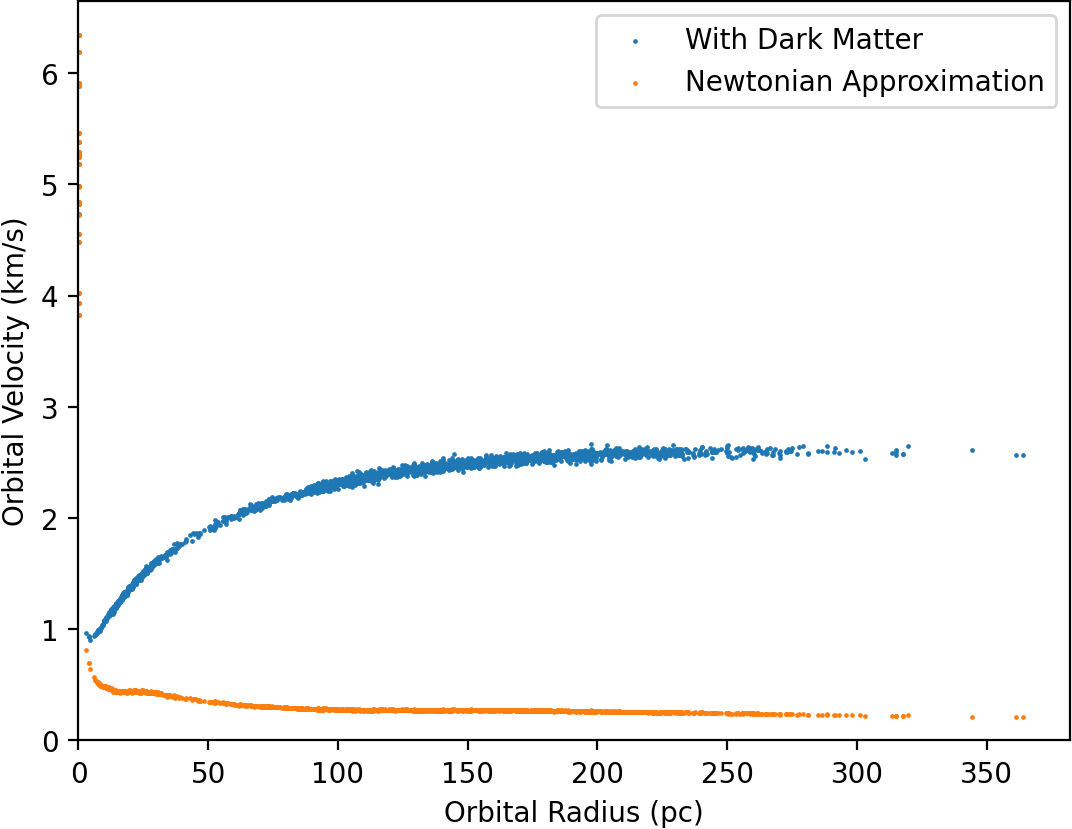 With Dark Matter
Newtonian Approximation
6
5
4
3
2
1
0
Orbital Velocity (km/s)
0 50 100 150 200 250 300 350
Orbital Radius (pc)